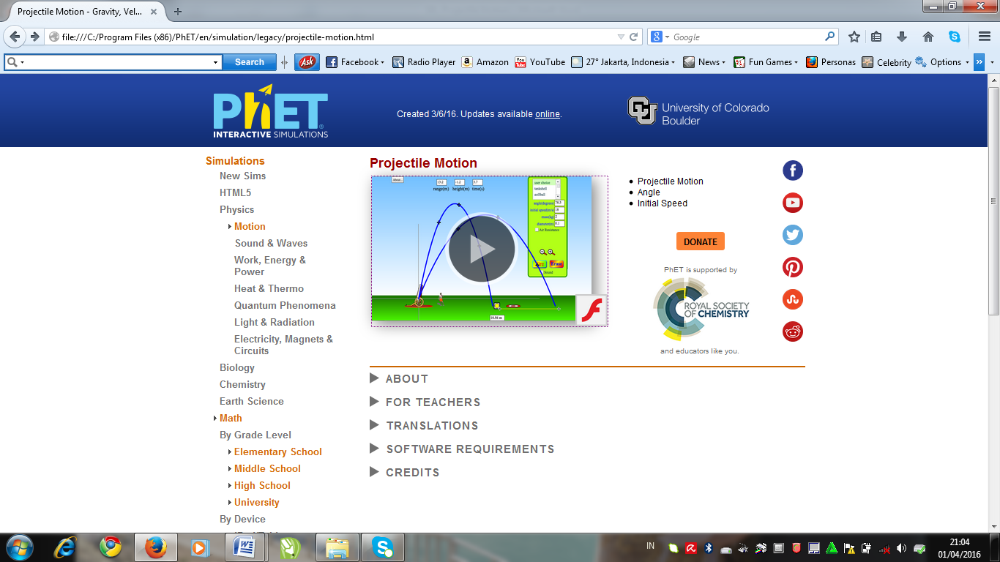 Projectile Motion - Gravity, Vel...
file:///C:/Program Files (x86)/PhET/en/simulation/legacy/projectile-motion.html
Google
Search
Ask
Facebook
Radio Player
Amazon
YouTube
27° Jakarta, Indonesia
News
Fun Games
Personas
Celebrity
Options
PhET
INTERACTIVE SIMULATIONS
Created 3/6/16. Updates available online.
CU
University of Colorado
Boulder
Simulations
New Sims
HTML5
Physics
Motion
Sound & Waves
Work, Energy &
Power
Heat & Thermo
Quantum Phenomena
Light & Radiation
Electricity, Magnets &
Circuits
Biology
Chemistry
Earth Science
Math
By Grade Level
Elementary School
Middle School
High School
University
By Device
Projectile Motion
About...
13.2 -1.2 3.7
range(m) height(m) time(s)
user choice
tankshell
golfball
angle(degrees)
initial speed(m/s) 18
mass(kg) 2
diameter(m) 0.1
Air Resistance
Fire Erase
Sound
Projectile Motion
Angle
Initial Speed
DONATE
PhET is supported by
ROYAL SOCIETY
OF CHEMISTRY
and educators like you.
ABOUT
FOR TEACHERS
TRANSLATIONS
SOFTWARE REQUIREMENTS
CREDITS
IN
21:04
01/04/2016